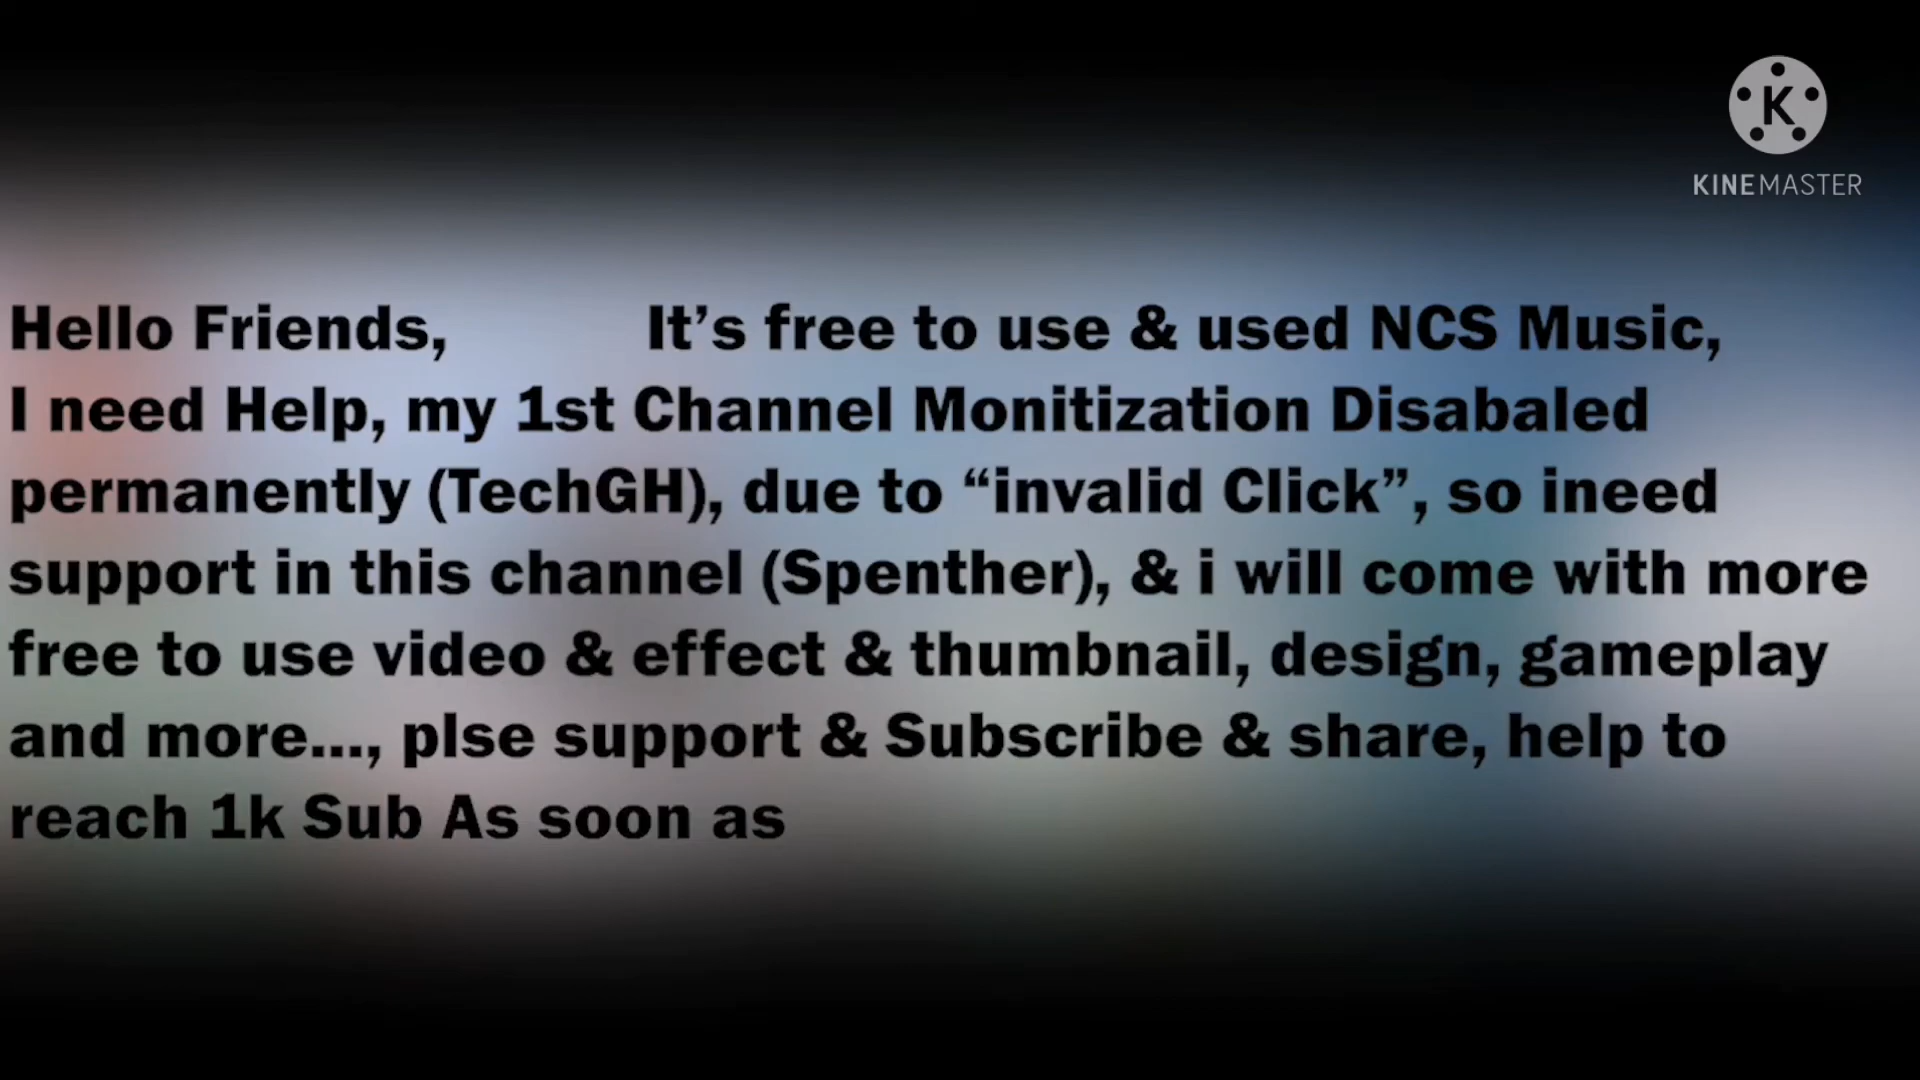 K
KINEMASTER
Hello Friends, It’s free to use & used NCS Music,
I need Help, my 1st Channel Monitization Disabaled
permanently (TechGH), due to “invalid Click”, so ineed
support in this channel (Spenther), & i will come with more
free to use video & effect & thumbnail, design, gameplay
and more..., plse support & Subscribe & share, help to
reach 1k Sub As soon as